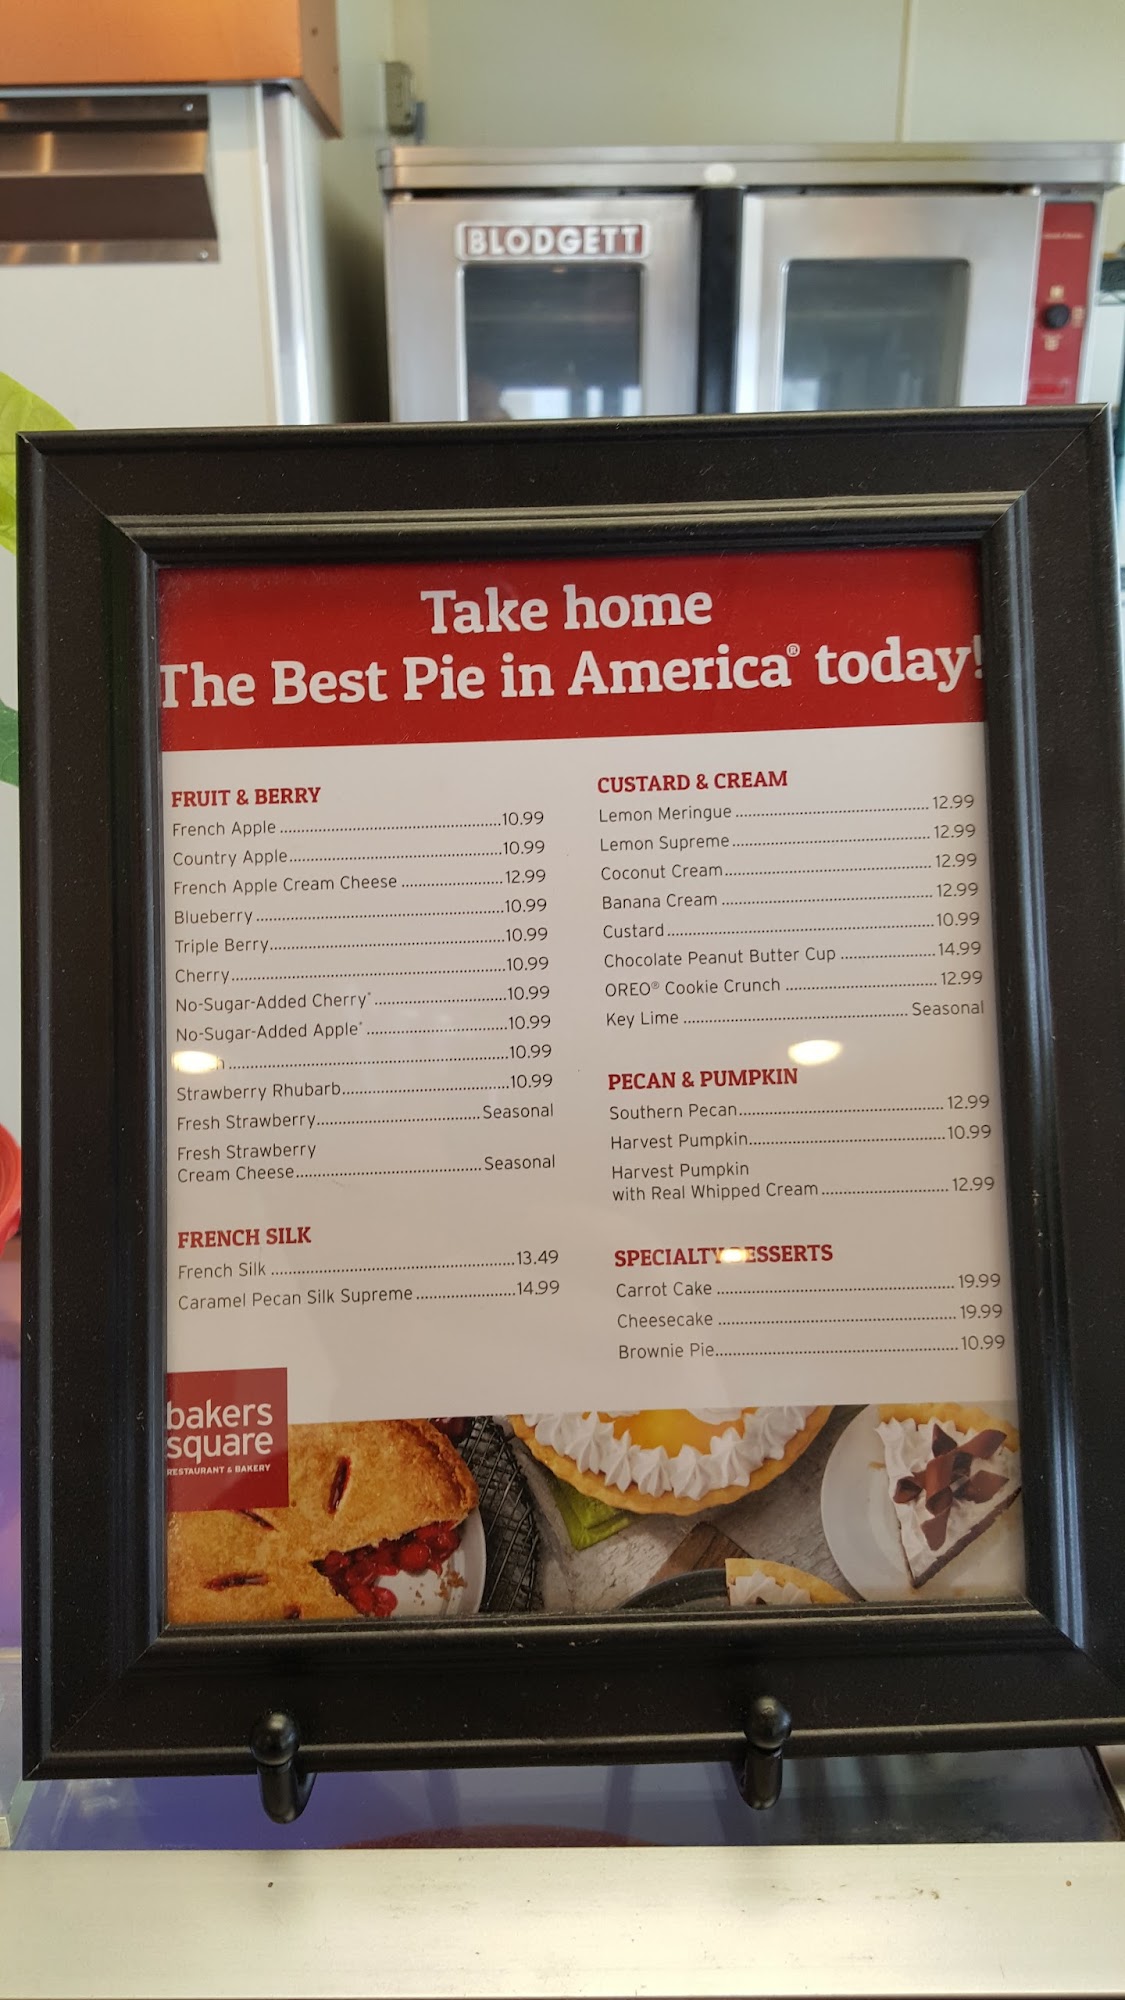 BLODGETT
Take home
The Best Pie in America® today!
FRUIT & BERRY
French Apple ........ 10.99
Country Apple ........ 10.99
French Apple Cream Cheese ........ 12.99
Blueberry ........ 10.99
Triple Berry ........ 10.99
Cherry ........ 10.99
No-Sugar-Added Cherry* ........ 10.99
No-Sugar-Added Apple* ........ 10.99
........ 10.99
Strawberry Rhubarb ........ 10.99
Fresh Strawberry ........ Seasonal
Fresh Strawberry
Cream Cheese ........ Seasonal
FRENCH SILK
French Silk ........ 13.49
Caramel Pecan Silk Supreme ........ 14.99
CUSTARD & CREAM
Lemon Meringue ........ 12.99
Lemon Supreme ........ 12.99
Coconut Cream ........ 12.99
Banana Cream ........ 12.99
Custard ........ 10.99
Chocolate Peanut Butter Cup ........ 14.99
OREO® Cookie Crunch ........ 12.99
Key Lime ........ Seasonal
PECAN & PUMPKIN
Southern Pecan ........ 12.99
Harvest Pumpkin ........ 10.99
Harvest Pumpkin
with Real Whipped Cream ........ 12.99
SPECIALTY DESSERTS
Carrot Cake ........ 19.99
Cheesecake ........ 19.99
Brownie Pie ........ 10.99
bakers
square
RESTAURANT & BAKERY